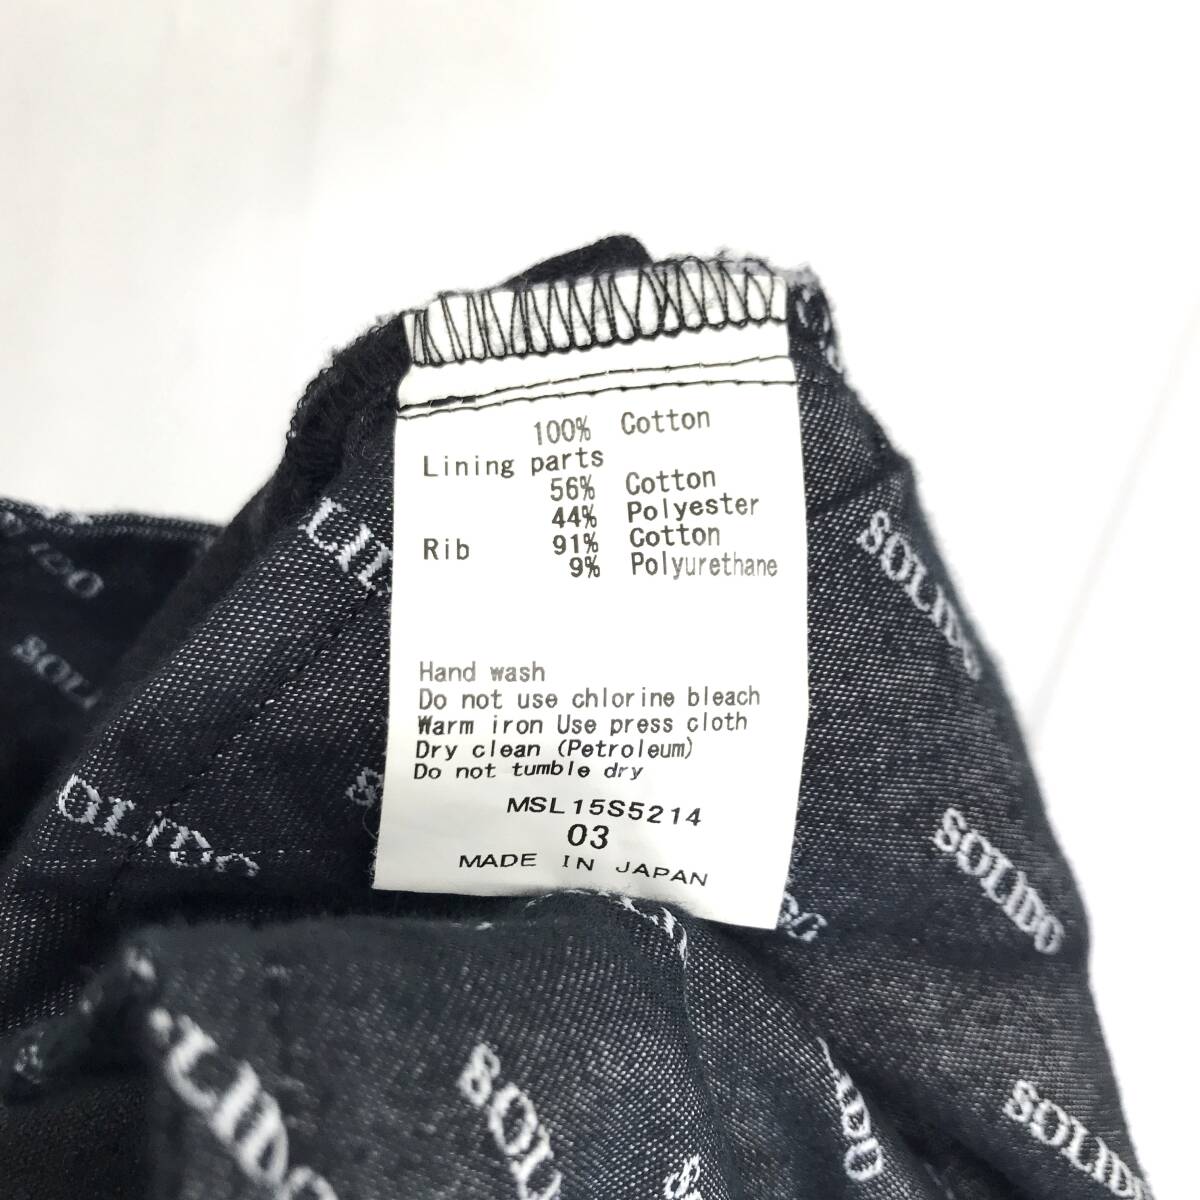 100% Cotton
Lining parts
56% Cotton
44% Polyester
Rib 91% Cotton
9% Polyurethane
Hand wash
Do not use chlorine bleach
Warm iron Use press cloth
Dry clean (Petroleum)
Do not tumble dry
MSL15S5214
03
MADE IN JAPAN
SOLIDO
SOLIDO
SOLIDO
SOLIDO